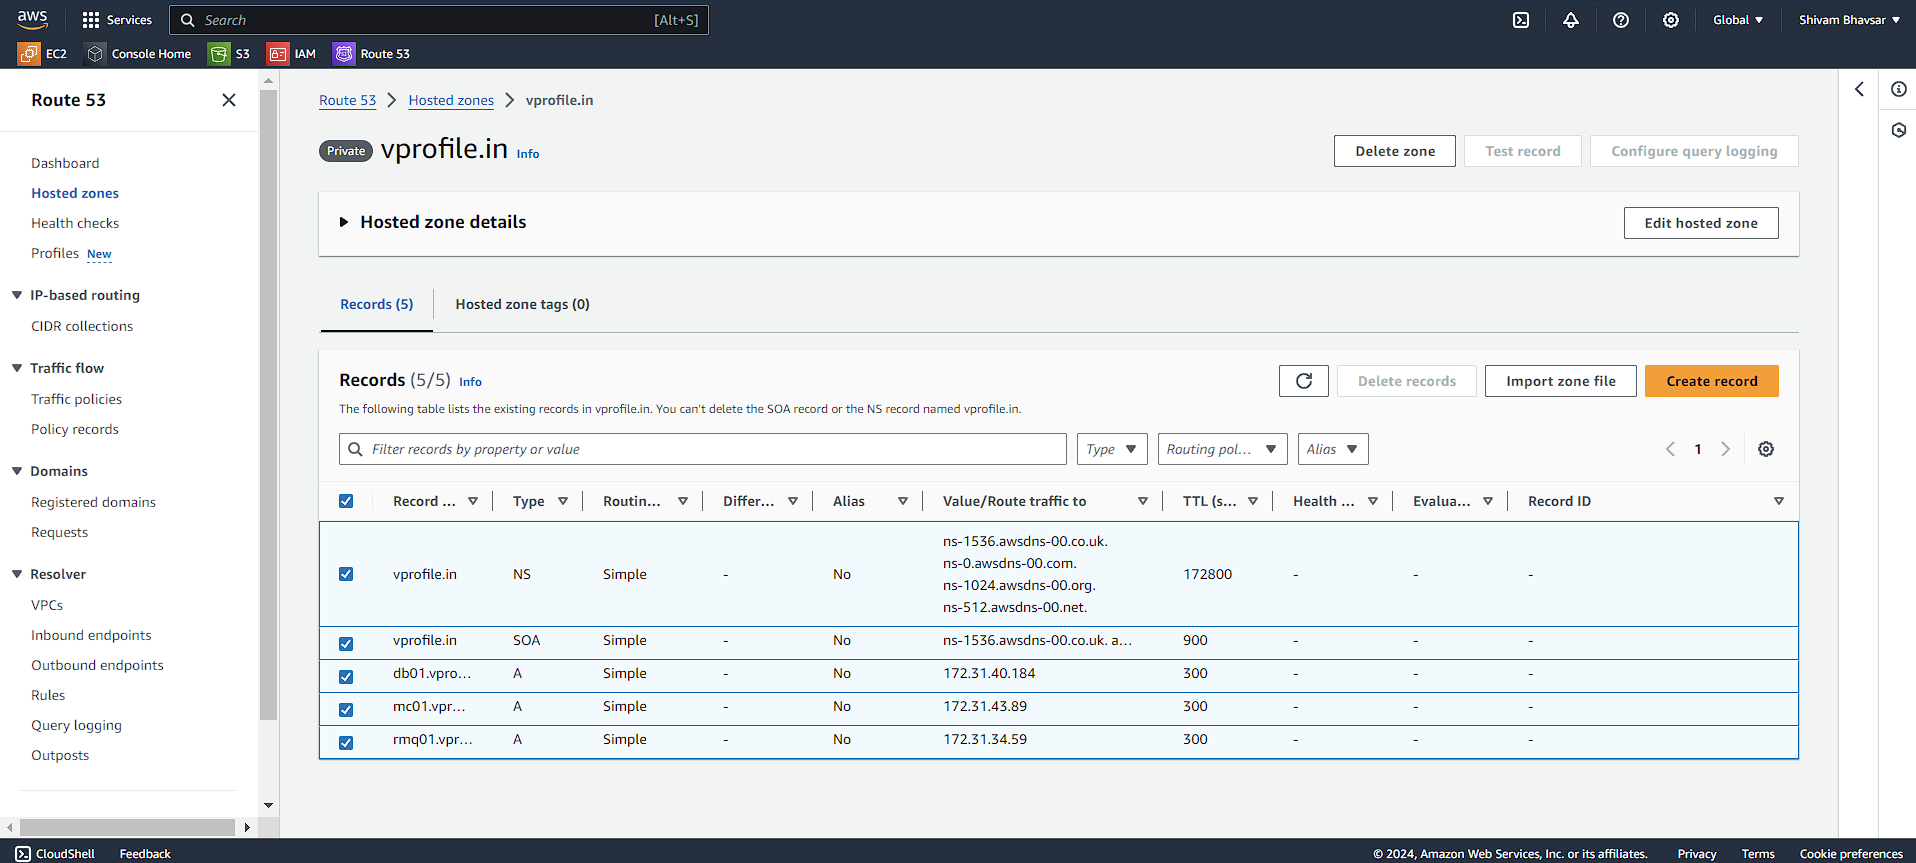 aws Services Search [Alt+S] Global Shivam Bhavsar
EC2 Console Home S3 IAM Route 53
Route 53
Dashboard
Hosted zones
Health checks
Profiles New
IP-based routing
CIDR collections
Traffic flow
Traffic policies
Policy records
Domains
Registered domains
Requests
Resolver
VPCs
Inbound endpoints
Outbound endpoints
Rules
Query logging
Outposts
Route 53 Hosted zones vprofile.in
Private vprofile.in Info Delete zone Test record Configure query logging
Hosted zone details Edit hosted zone
Records (5) Hosted zone tags (0)
Records (5/5) Info Delete records Import zone file Create record
The following table lists the existing records in vprofile.in. You can't delete the SOA record or the NS record named vprofile.in.
Filter records by property or value Type Routing pol... Alias 1
Record ... Type Routin... Differ... Alias Value/Route traffic to TTL (s... Health ... Evalua... Record ID
ns-1536.awsdns-00.co.uk.
ns-0.awsdns-00.com.
vprofile.in NS Simple - No 172800 - - -
ns-1024.awsdns-00.org.
ns-512.awsdns-00.net.
vprofile.in SOA Simple - No ns-1536.awsdns-00.co.uk. a... 900 - - -
db01.vpro... A Simple - No 172.31.40.184 300 - - -
mc01.vpr... A Simple - No 172.31.43.89 300 - - -
rmq01.vpr... A Simple - No 172.31.34.59 300 - - -
CloudShell Feedback © 2024, Amazon Web Services, Inc. or its affiliates. Privacy Terms Cookie preferences